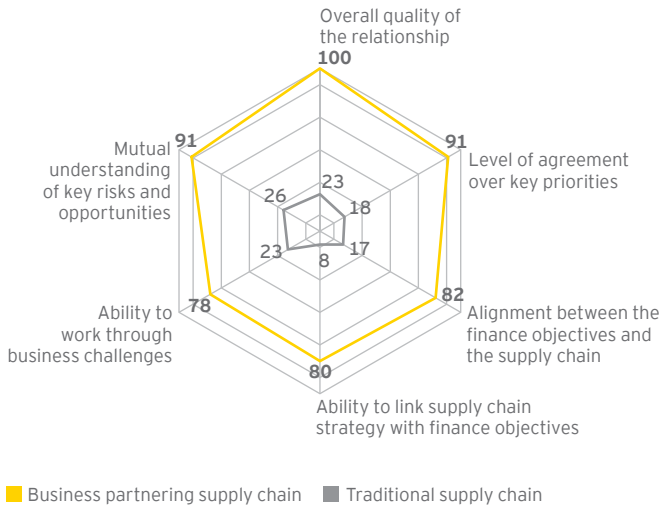 Overall quality of
the relationship
100
91
Level of agreement
over key priorities
91
Mutual
understanding
of key risks and
opportunities
23
26
18
23
17
8
82
Alignment between the
finance objectives and
the supply chain
78
Ability to
work through
business challenges
80
Ability to link supply chain
strategy with finance objectives
Business partnering supply chain
Traditional supply chain